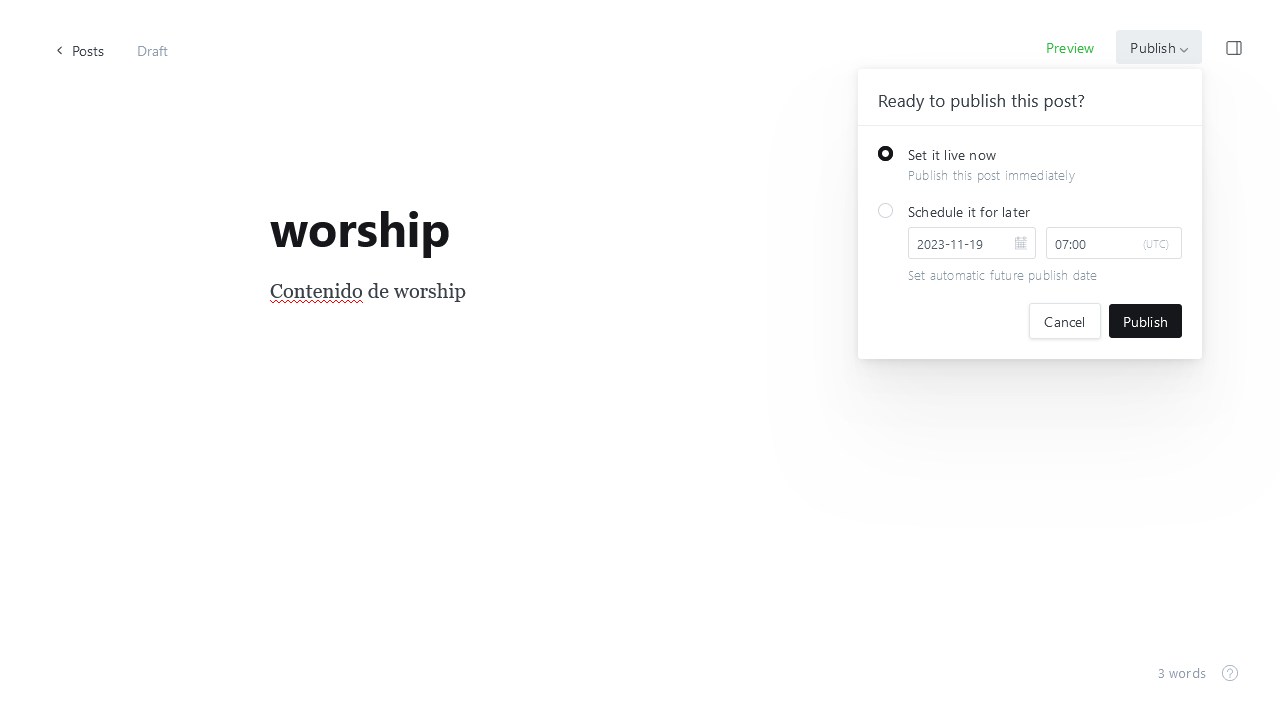 Posts
Draft
Preview
Publish
Ready to publish this post?
Set it live now
Publish this post immediately
Schedule it for later
2023-11-19
07:00
(UTC)
Set automatic future publish date
Cancel
Publish
worship
Contenido de worship
3 words